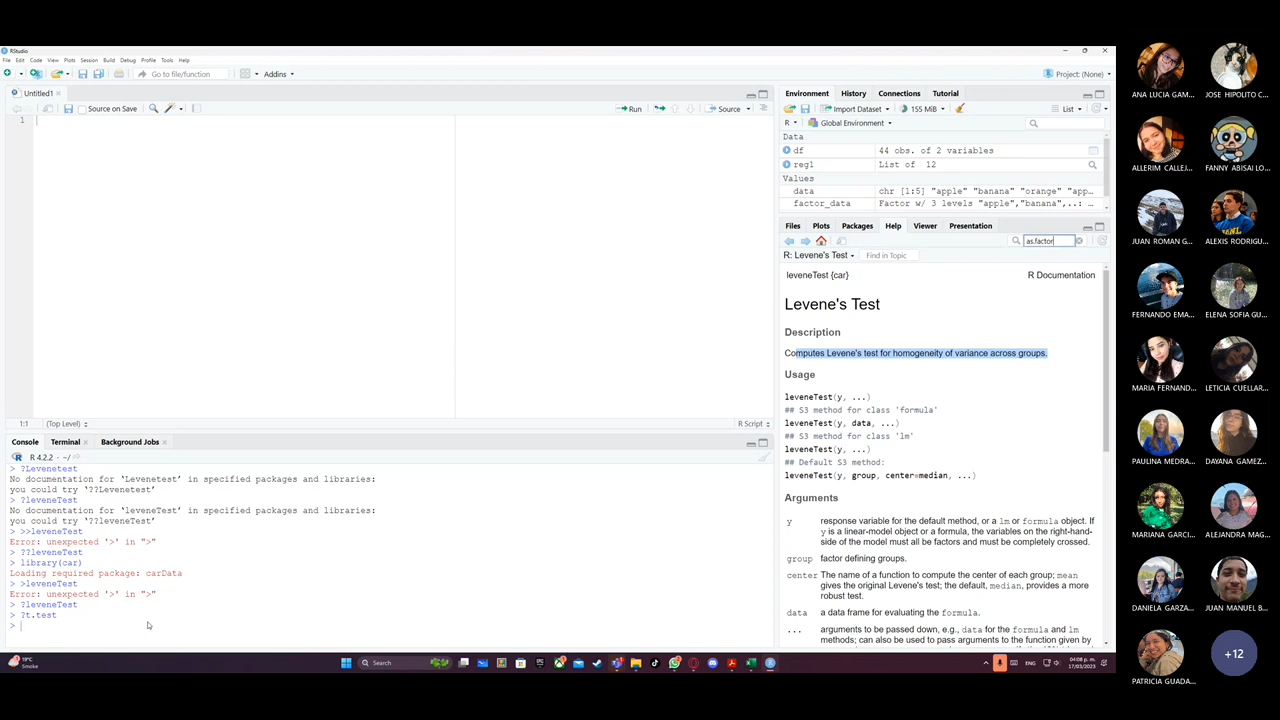 RStudio
File Edit Code View Plots Session Build Debug Profile Tools Help
Go to file/function
Addins
Project: (None)
Untitled1
Source on Save
Run
Source
1
1:1
(Top Level)
R Script
Console
Terminal
Background Jobs
R 4.2.2 · ~/
> ?Levenetest
No documentation for ‘Levenetest’ in specified packages and libraries:
you could try ‘??Levenetest’
> ?leveneTest
No documentation for ‘leveneTest’ in specified packages and libraries:
you could try ‘??leveneTest’
> >>leveneTest
Error: unexpected '>' in ">"
> ??leveneTest
> library(car)
Loading required package: carData
> >leveneTest
Error: unexpected '>' in ">"
> ?leveneTest
> ?t.test
>
Environment
History
Connections
Tutorial
Import Dataset
155 MiB
List
R
Global Environment
Data
df 44 obs. of 2 variables
reg1 List of 12
Values
data chr [1:5] "apple" "banana" "orange" "app…
factor_data Factor w/ 3 levels "apple","banana",..: …
Files
Plots
Packages
Help
Viewer
Presentation
as.factor
R: Levene's Test
Find in Topic
leveneTest {car}
R Documentation
Levene's Test
Description
Computes Levene's test for homogeneity of variance across groups.
Usage
leveneTest(y, ...)
## S3 method for class 'formula'
leveneTest(y, data, ...)
## S3 method for class 'lm'
leveneTest(y, ...)
## Default S3 method:
leveneTest(y, group, center=median, ...)
Arguments
y response variable for the default method, or a lm or formula object. If
y is a linear-model object or a formula, the variables on the right-hand-
side of the model must all be factors and must be completely crossed.
group factor defining groups.
center The name of a function to compute the center of each group; mean
gives the original Levene's test; the default, median, provides a more
robust test.
data a data frame for evaluating the formula.
... arguments to be passed down, e.g., data for the formula and lm
methods; can also be used to pass arguments to the function given by
19°C
Smoke
Search
ENG
04:08 p. m.
17/03/2023
ANA LUCIA GAM...
JOSE HIPOLITO C...
ALLERIM CALLEJ...
FANNY ABISAI LO...
JUAN ROMAN G...
ALEXIS RODRIGU...
FERNANDO EMA...
ELENA SOFIA GU...
MARIA FERNAND...
LETICIA CUELLAR...
PAULINA MEDRA...
DAYANA GAMEZ...
MARIANA GARCI...
ALEJANDRA MAG...
DANIELA GARZA...
JUAN MANUEL B...
PATRICIA GUADA...
+12